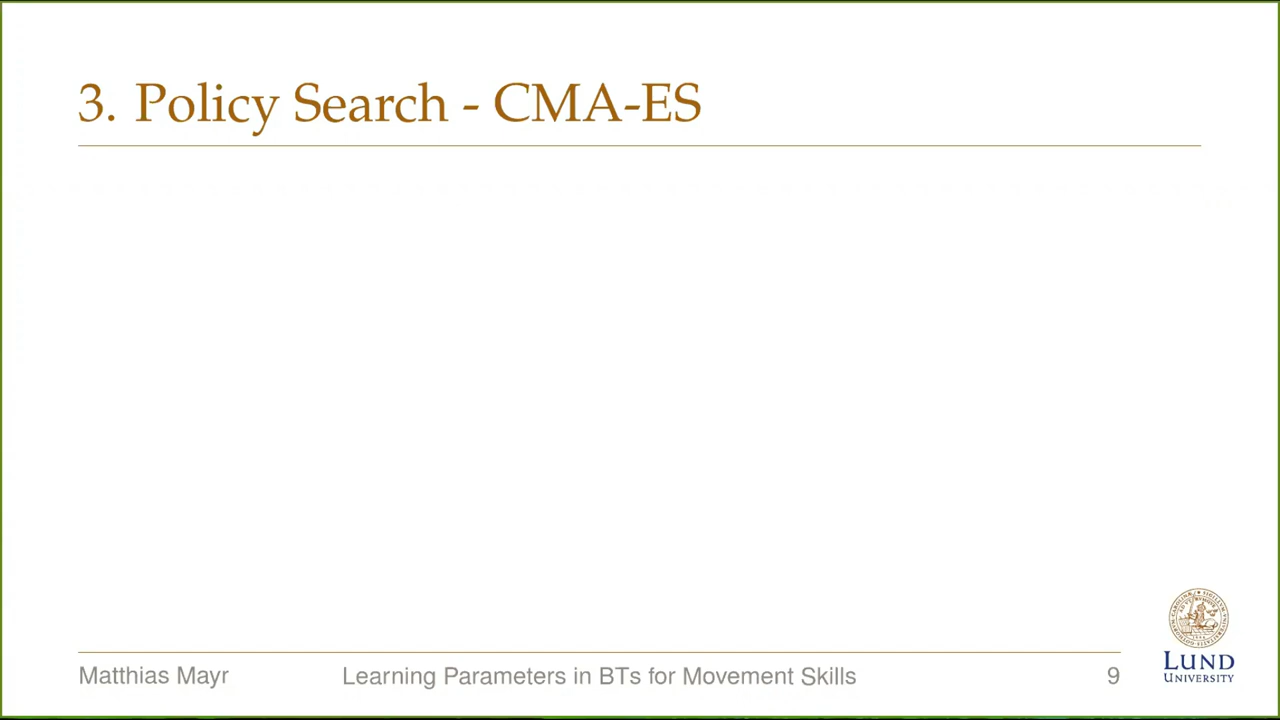 3. Policy Search - CMA-ES
Matthias Mayr
Learning Parameters in BTs for Movement Skills
9
LUND
UNIVERSITY